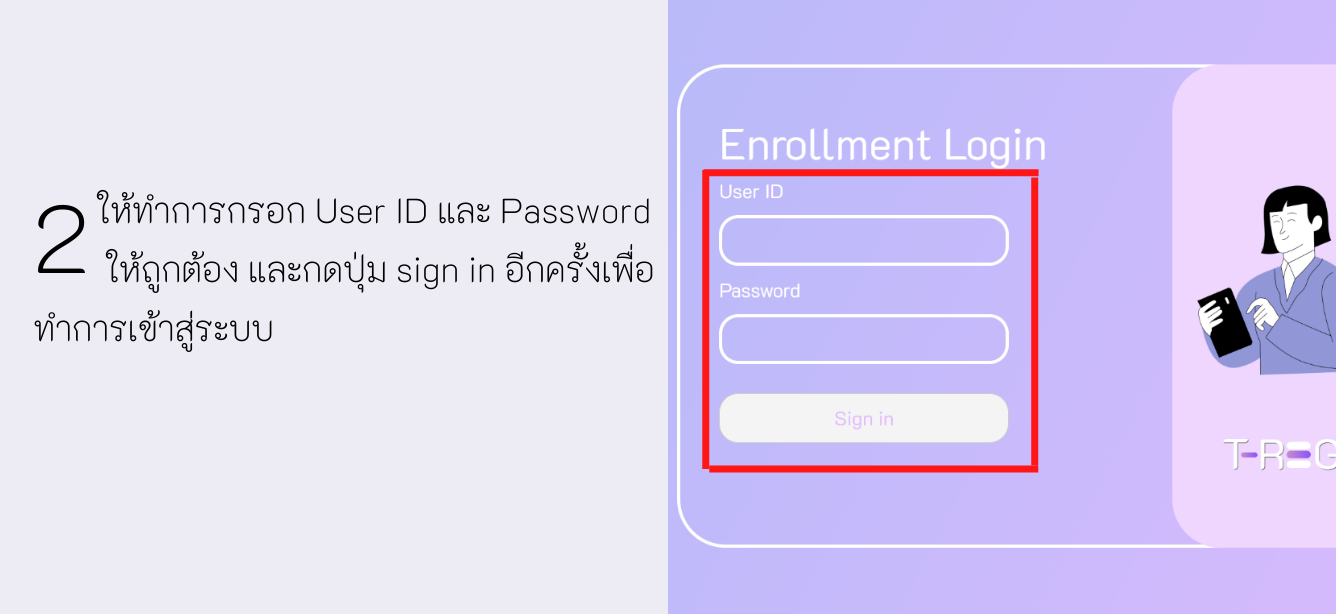 2 ให้ทำการกรอก User ID และ Password
ให้ถูกต้อง และกดปุ่ม sign in อีกครั้งเพื่อ
ทำการเข้าสู่ระบบ
Enrollment Login
User ID
Password
Sign in
T-REG